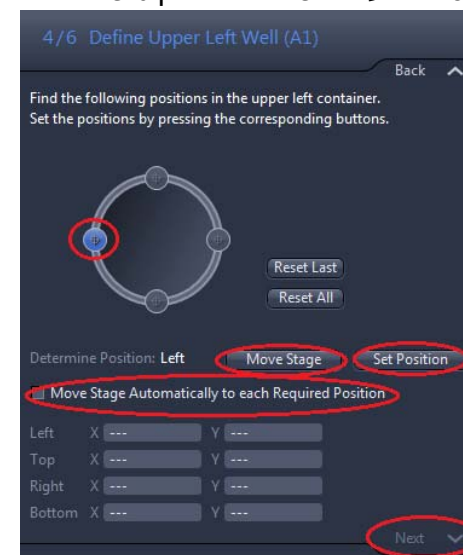 4/6 Define Upper Left Well (A1)
Back
Find the following positions in the upper left container.
Set the positions by pressing the corresponding buttons.
Reset Last
Reset All
Determine Position: Left Move Stage Set Position
Move Stage Automatically to each Required Position
Left X --- Y ---
Top X --- Y ---
Right X --- Y ---
Bottom X --- Y ---
Next